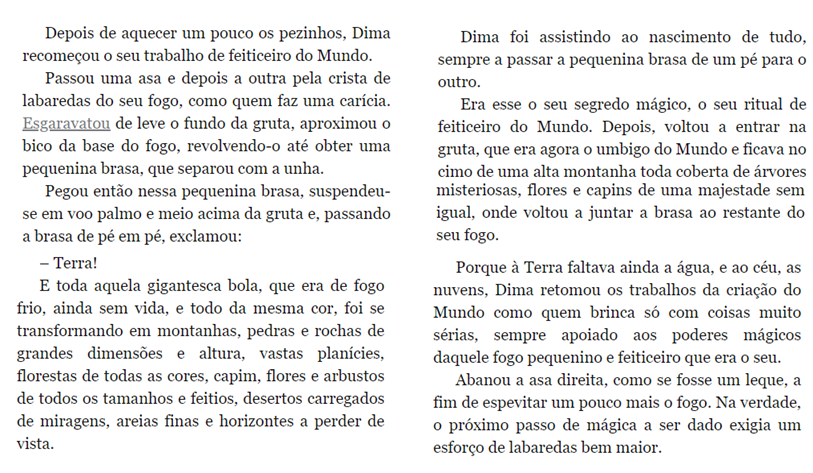 Depois de aquecer um pouco os pezinhos, Dima
recomeçou o seu trabalho de feiticeiro do Mundo.
Passou uma asa e depois a outra pela crista de
labaredas do seu fogo, como quem faz uma carícia.
Esgaravatou de leve o fundo da gruta, aproximou o
bico da base do fogo, revolvendo-o até obter uma
pequenina brasa, que separou com a unha.
Pegou então nessa pequenina brasa, suspendeu-
se em voo palmo e meio acima da gruta e, passando
a brasa de pé em pé, exclamou:
– Terra!
E toda aquela gigantesca bola, que era de fogo
frio, ainda sem vida, e todo da mesma cor, foi se
transformando em montanhas, pedras e rochas de
grandes dimensões e altura, vastas planícies,
florestas de todas as cores, capim, flores e arbustos
de todos os tamanhos e feitios, desertos carregados
de miragens, areias finas e horizontes a perder de
vista.
Dima foi assistindo ao nascimento de tudo,
sempre a passar a pequenina brasa de um pé para o
outro.
Era esse o seu segredo mágico, o seu ritual de
feiticeiro do Mundo. Depois, voltou a entrar na
gruta, que era agora o umbigo do Mundo e ficava no
cimo de uma alta montanha toda coberta de árvores
misteriosas, flores e capins de uma majestade sem
igual, onde voltou a juntar a brasa ao restante do
seu fogo.
Porque à Terra faltava ainda a água, e ao céu, as
nuvens, Dima retomou os trabalhos da criação do
Mundo como quem brinca só com coisas muito
sérias, sempre apoiado aos poderes mágicos
daquele fogo pequenino e feiticeiro que era o seu.
Abanou a asa direita, como se fosse um leque, a
fim de espevitar um pouco mais o fogo. Na verdade,
o próximo passo de mágica a ser dado exigia um
esforço de labaredas bem maior.